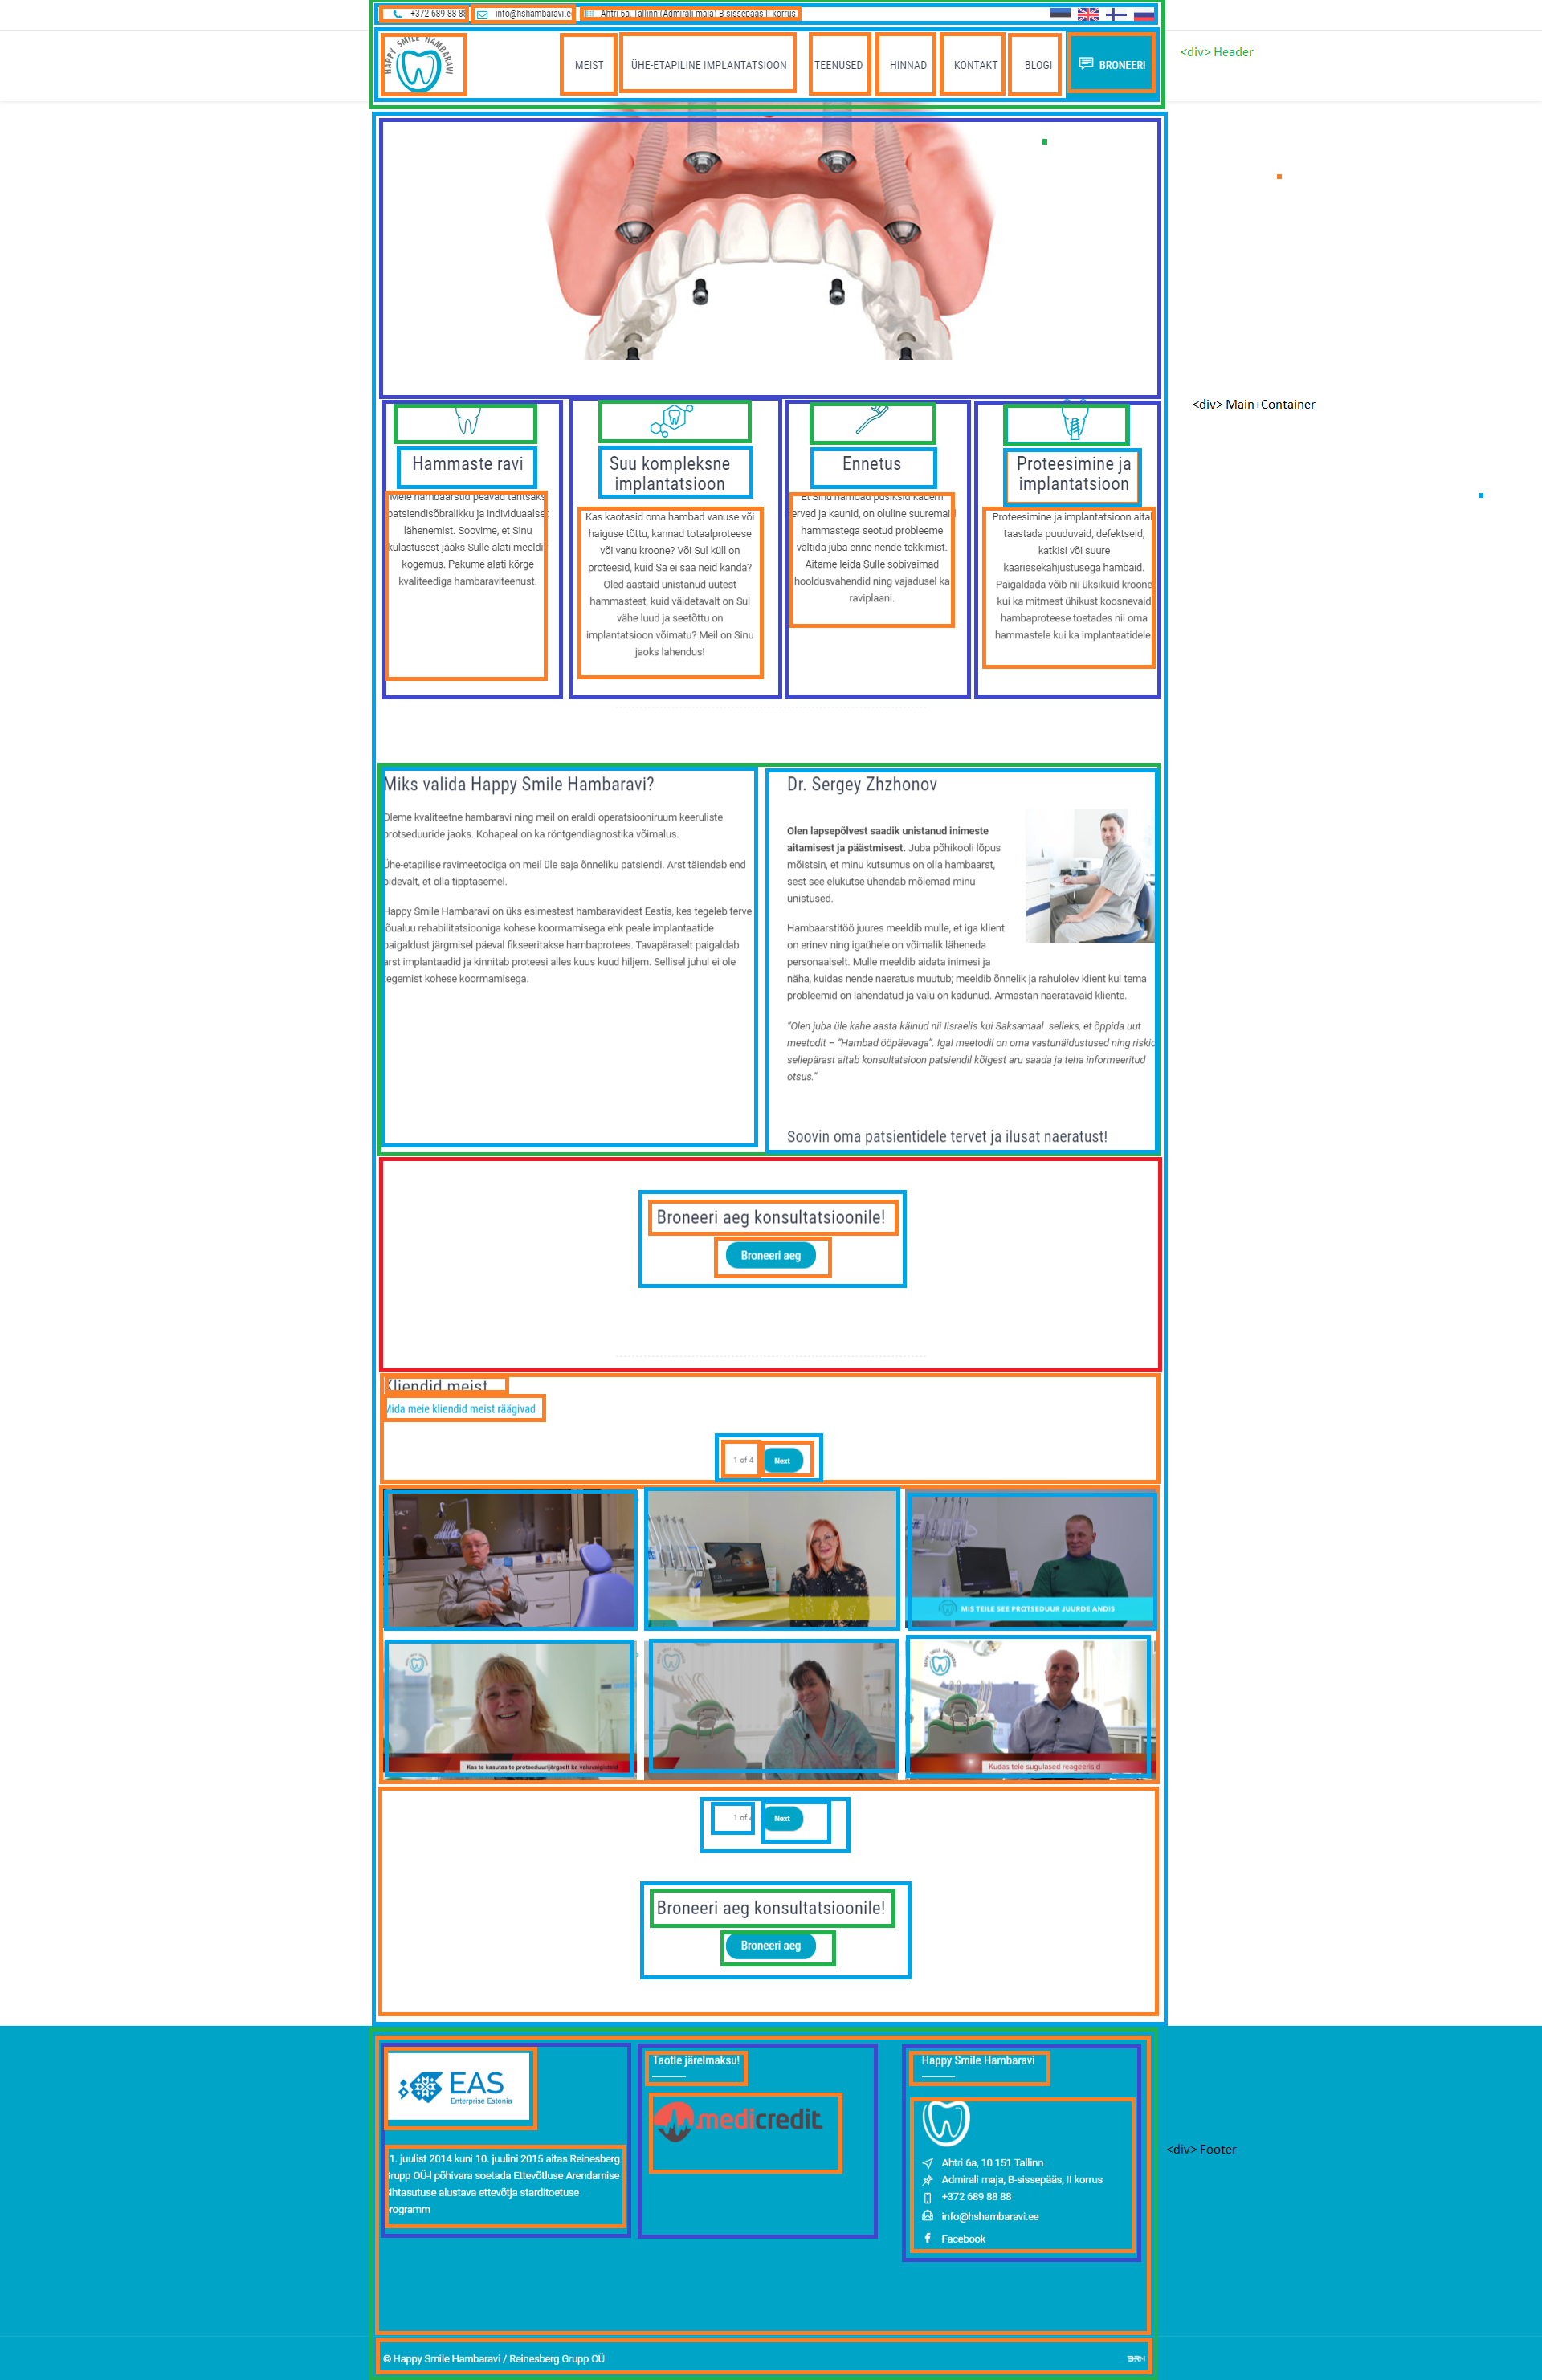 +372 689 88 88 info@hshambaravi.ee Ahtri 6a, Tallinn (Admirali maja) B sissepääs II korrus
HAPPY SMILE HAMBARAVI
MEIST ÜHE-ETAPILINE IMPLANTATSIOON TEENUSED HINNAD KONTAKT BLOGI BRONEERI
<div> Header
<div> Main+Container
Hammaste ravi
Meie hambaarstid peavad tähtsaks
patsiendisõbralikku ja individuaalset
lähenemist. Soovime, et Sinu
külastusest jääks Sulle alati meeldiv
kogemus. Pakume alati kõrge
kvaliteediga hambaraviteenust.
Suu kompleksne
implantatsioon
Kas kaotasid oma hambad vanuse või
haiguse tõttu, kannad totaalproteese
või vanu kroone? Või Sul küll on
proteesid, kuid Sa ei saa neid kanda?
Oled aastaid unistanud uutest
hammastest, kuid väidetavalt on Sul
vähe luud ja seetõttu on
implantatsioon võimatu? Meil on Sinu
jaoks lahendus!
Ennetus
Et Sinu hambad püsiksid kauem
terved ja kaunid, on oluline suuremaid
hammastega seotud probleeme
vältida juba enne nende tekkimist.
Aitame leida Sulle sobivaimad
hooldusvahendid ning vajadusel ka
raviplaani.
Proteesimine ja
implantatsioon
Proteesimine ja implantatsioon aitab
taastada puuduvaid, defektseid,
katkisi või suure
kaariesekahjustusega hambaid.
Paigaldada võib nii üksikuid kroone
kui ka mitmest ühikust koosnevaid
hambaproteese toetades nii oma
hammastele kui ka implantaatidele.
Miks valida Happy Smile Hambaravi?
Oleme kvaliteetne hambaravi ning meil on eraldi operatsiooniruum keeruliste
protseduuride jaoks. Kohapeal on ka röntgendiagnostika võimalus.
Ühe-etapilise ravimeetodiga on meil üle saja õnneliku patsiendi. Arst täiendab end
pidevalt, et olla tipptasemel.
Happy Smile Hambaravi on üks esimestest hambaravidest Eestis, kes tegeleb terve
lõualuu rehabilitatsiooniga kohese koormamisega ehk peale implantaatide
paigaldust järgmisel päeval fikseeritakse hambaprotees. Tavapäraselt paigaldab
arst implantaadid ja kinnitab proteesi alles kuus kuud hiljem. Sellisel juhul ei ole
tegemist kohese koormamisega.
Dr. Sergey Zhzhonov
Olen lapsepõlvest saadik unistanud inimeste
aitamisest ja päästmisest. Juba põhikooli lõpus
mõistsin, et minu kutsumus on olla hambaarst,
sest see elukutse ühendab mõlemad minu
unistused.
Hambaarstitöö juures meeldib mulle, et iga klient
on erinev ning igaühele on võimalik läheneda
personaalselt. Mulle meeldib aidata inimesi ja
näha, kuidas nende naeratus muutub; meeldib õnnelik ja rahulolev klient kui tema
probleemid on lahendatud ja valu on kadunud. Armastan naeratavaid kliente.
“Olen juba üle kahe aasta käinud nii Iisraelis kui Saksamaal selleks, et õppida uut
meetodit – “Hambad ööpäevaga”. Igal meetodil on oma vastunäidustused ning riskid,
sellepärast aitab konsultatsioon patsiendil kõigest aru saada ja teha informeeritud
otsus.”
Soovin oma patsientidele tervet ja ilusat naeratust!
Broneeri aeg konsultatsioonile!
Broneeri aeg
Kliendid meist
Mida meie kliendid meist räägivad
1 of 4 Next
MIS TEILE SEE PROTSEDUUR JUURDE ANDIS
Kas te kasutasite protseduurijärgselt ka valuvaigisteid
Kudas teie sugulased reageerisid
1 of 4 Next
Broneeri aeg konsultatsioonile!
Broneeri aeg
EAS
Enterprise Estonia
11. juulist 2014 kuni 10. juulini 2015 aitas Reinesberg
Grupp OÜ-l põhivara soetada Ettevõtluse Arendamise
Sihtasutuse alustava ettevõtja starditoetuse
programm
Taotle järelmaksu!
medicredit
Happy Smile Hambaravi
Ahtri 6a, 10 151 Tallinn
Admirali maja, B-sissepääs, II korrus
+372 689 88 88
info@hshambaravi.ee
Facebook
<div> Footer
© Happy Smile Hambaravi / Reinesberg Grupp OÜ